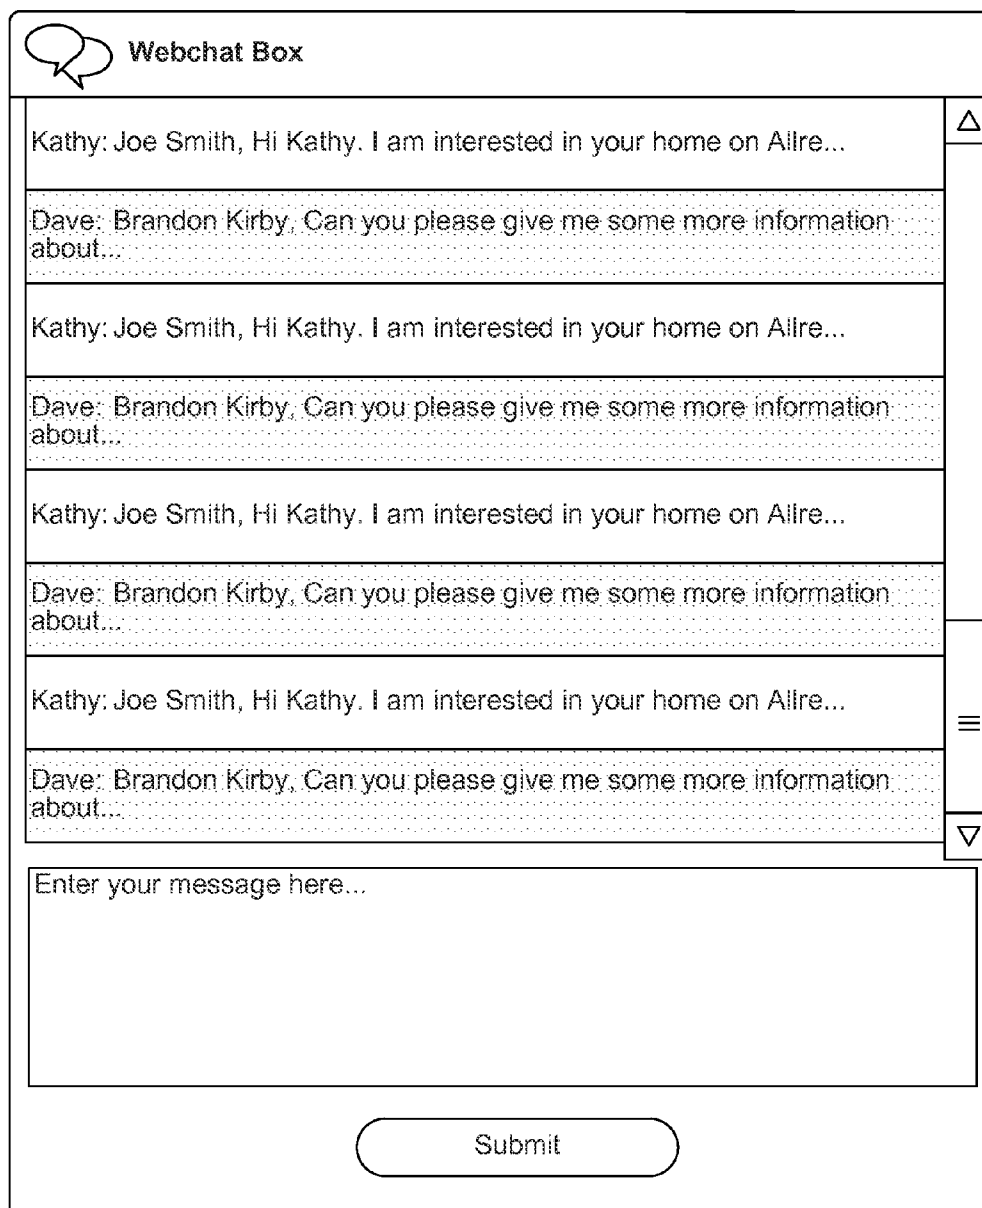 Webchat Box
Kathy: Joe Smith, Hi Kathy. I am interested in your home on Allre...
Dave: Brandon Kirby, Can you please give me some more information
about...
Kathy: Joe Smith, Hi Kathy. I am interested in your home on Allre...
Dave: Brandon Kirby, Can you please give me some more information
about...
Kathy: Joe Smith, Hi Kathy. I am interested in your home on Allre...
Dave: Brandon Kirby, Can you please give me some more information
about...
Kathy: Joe Smith, Hi Kathy. I am interested in your home on Allre...
Dave: Brandon Kirby, Can you please give me some more information
about...
Enter your message here...
Submit